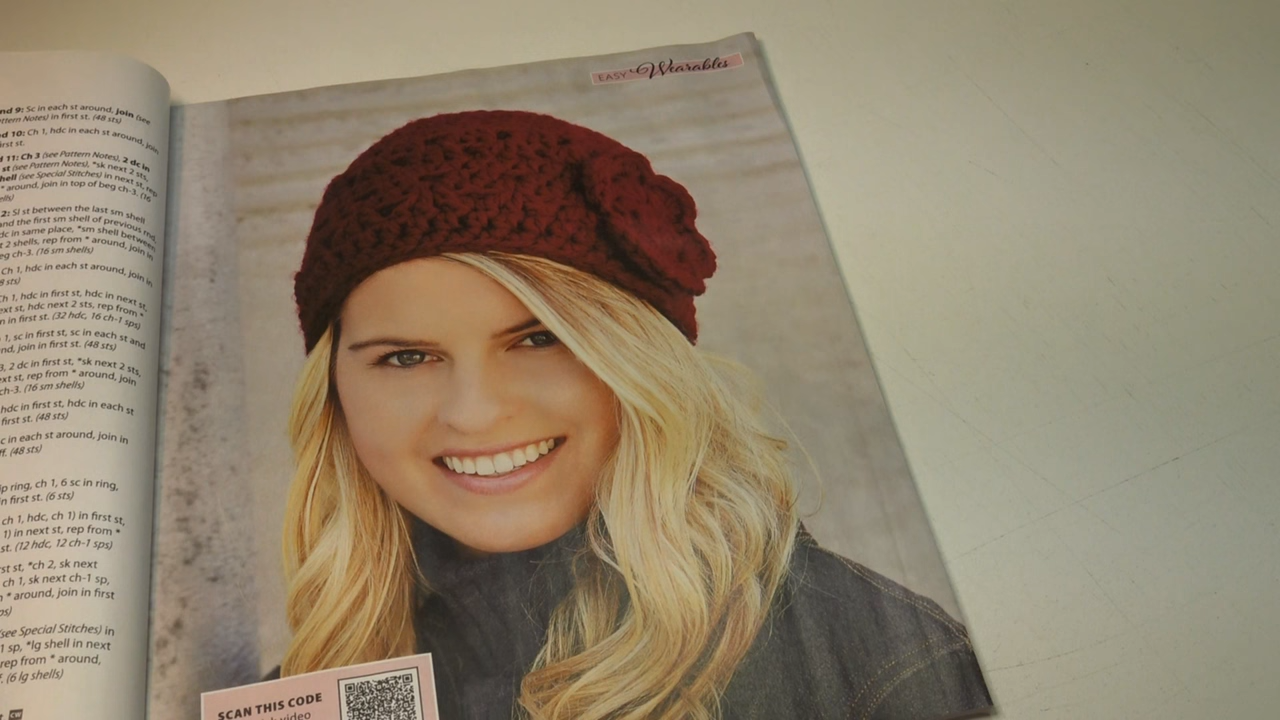 nd 9: Sc in each st around, join (see
ttern Notes) in first st. (48 sts)
d 10: Ch 1, hdc in each st around, join
irst st.
11: Ch 3 (see Pattern Notes), 2 dc in
st (see Pattern Notes), *sk next 2 sts,
hell (see Special Stitches) in next st, rep
* around, join in top of beg ch-3. (16
ells)
2: Sl st between the last sm shell
and the first sm shell of previous rnd,
dc in same place, *sm shell between
t 2 shells, rep from * around, join in
eg ch-3. (16 sm shells)
Ch 1, hdc in each st around, join in
8 sts)
Ch 1, hdc in first st, hdc in next st,
ext st, hdc next 2 sts, rep from *
n in first st. (32 hdc, 16 ch-1 sps)
1, sc in first st, sc in each st and
nd, join in first st. (48 sts)
3, 2 dc in first st, *sk next 2 sts,
ext st, rep from * around, join
ch-3. (16 sm shells)
hdc in first st, hdc in each st
first st. (48 sts)
c in each st around, join in
ff. (48 sts)
ip ring, ch 1, 6 sc in ring,
n first st. (6 sts)
ch 1, hdc, ch 1) in first st,
1) in next st, rep from *
st. (12 hdc, 12 ch-1 sps)
rst st, *ch 2, sk next
ch 1, sk next ch-1 sp,
* around, join in first
ps)
(see Special Stitches) in
1 sp, *lg shell in next
rep from * around,
. (6 lg shells)
CW
EASY Wearables
SCAN THIS CODE
video